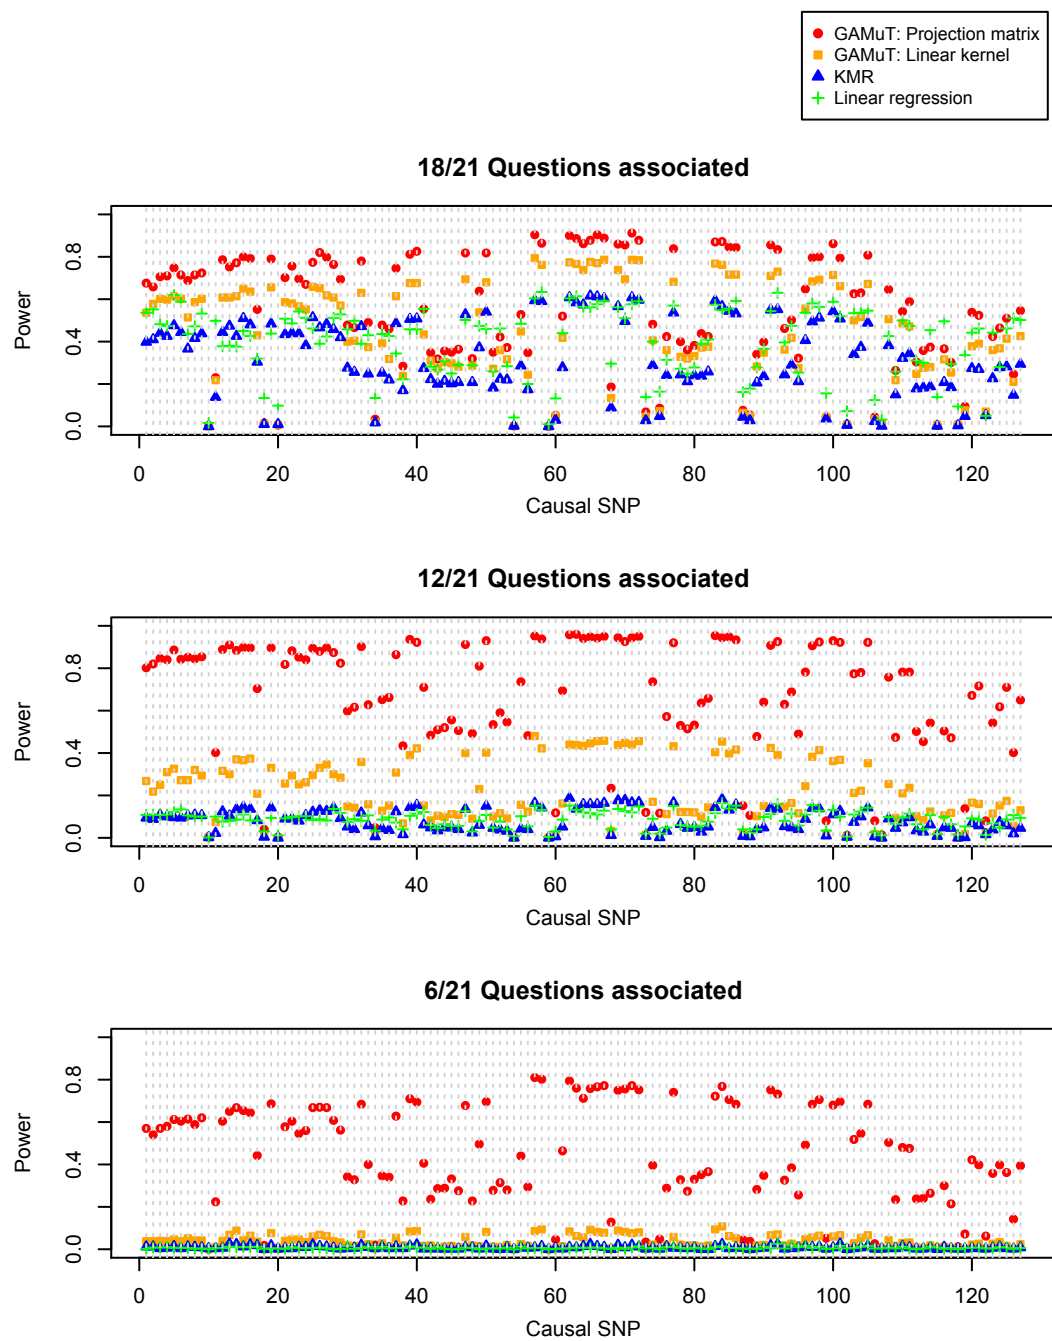 GAMuT: Projection matrix
GAMuT: Linear kernel
KMR
Linear regression
18/21 Questions associated
Power
0.0 0.4 0.8
0 20 40 60 80 100 120
Causal SNP
12/21 Questions associated
Power
0.0 0.4 0.8
0 20 40 60 80 100 120
Causal SNP
6/21 Questions associated
Power
0.0 0.4 0.8
0 20 40 60 80 100 120
Causal SNP